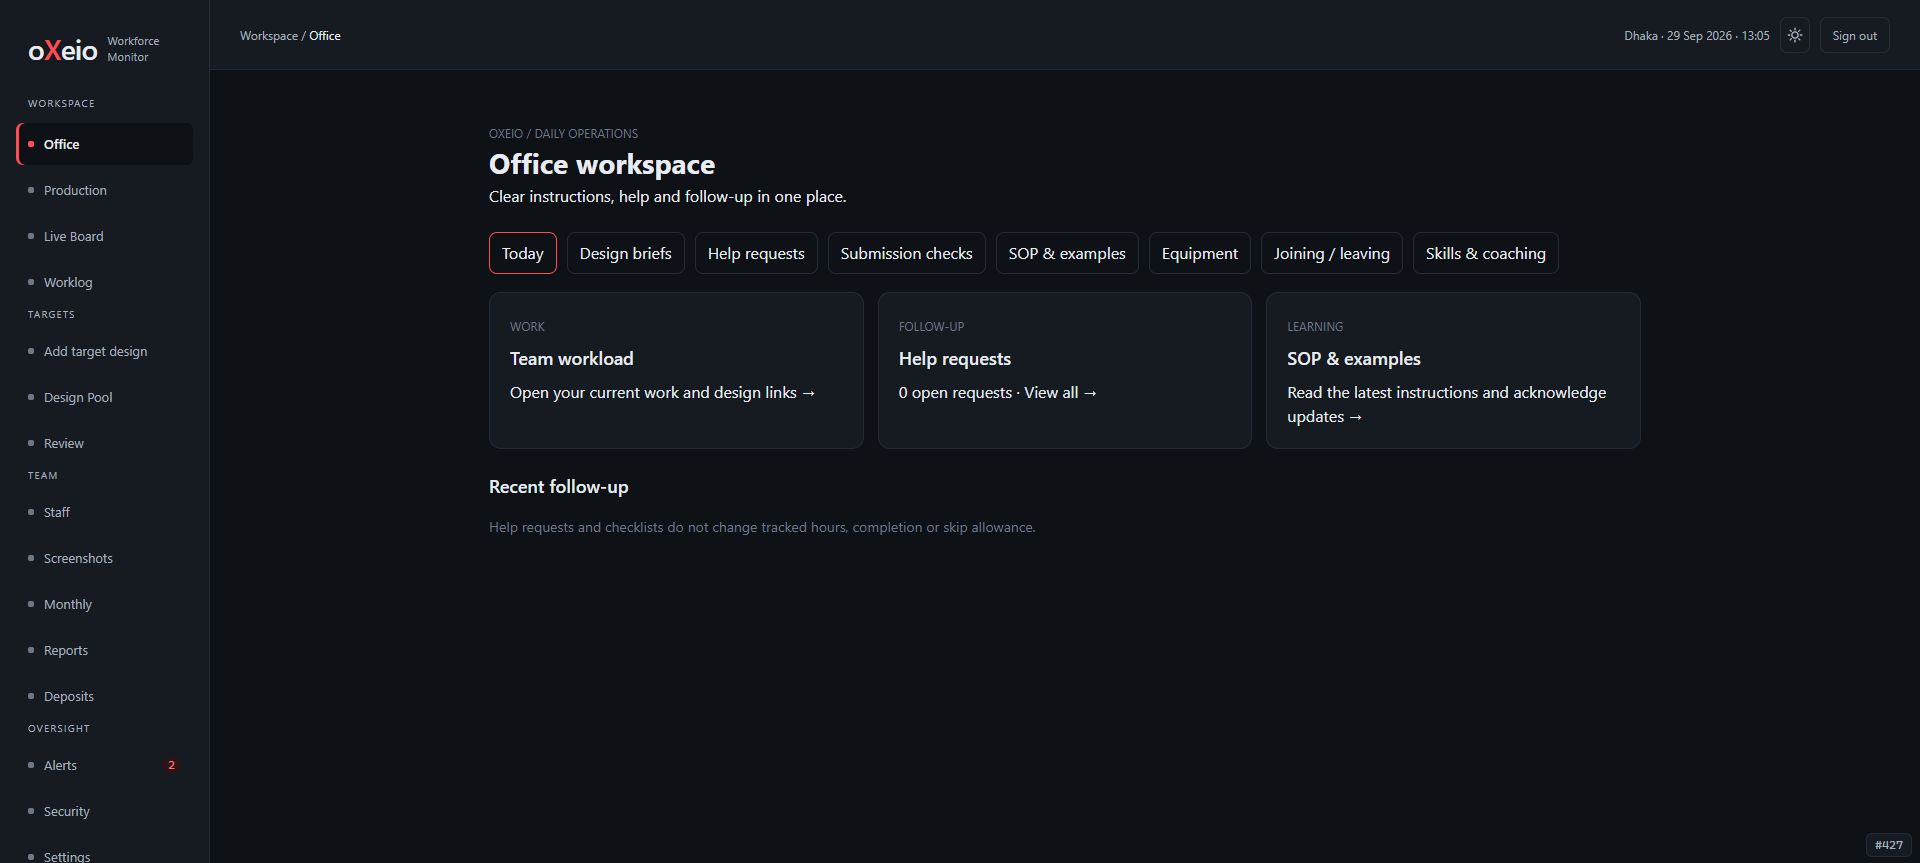 oXeio
Workforce
Monitor
WORKSPACE
Office
Production
Live Board
Worklog
TARGETS
Add target design
Design Pool
Review
TEAM
Staff
Screenshots
Monthly
Reports
Deposits
OVERSIGHT
Alerts 2
Security
Settings
Workspace / Office
Dhaka · 29 Sep 2026 · 13:05
Sign out
OXEIO / DAILY OPERATIONS
Office workspace
Clear instructions, help and follow-up in one place.
Today Design briefs Help requests Submission checks SOP & examples Equipment Joining / leaving Skills & coaching
WORK
Team workload
Open your current work and design links →
FOLLOW-UP
Help requests
0 open requests · View all →
LEARNING
SOP & examples
Read the latest instructions and acknowledge
updates →
Recent follow-up
Help requests and checklists do not change tracked hours, completion or skip allowance.
#427